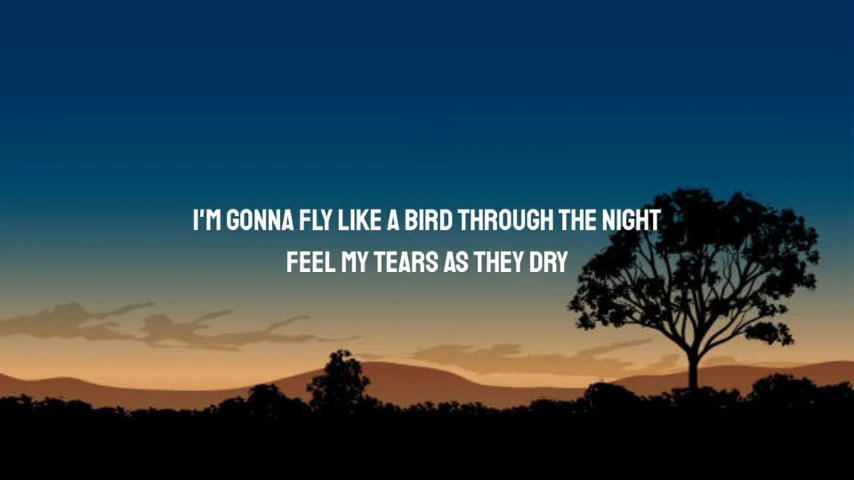 I'M GONNA FLY LIKE A BIRD THROUGH THE NIGHT
FEEL MY TEARS AS THEY DRY